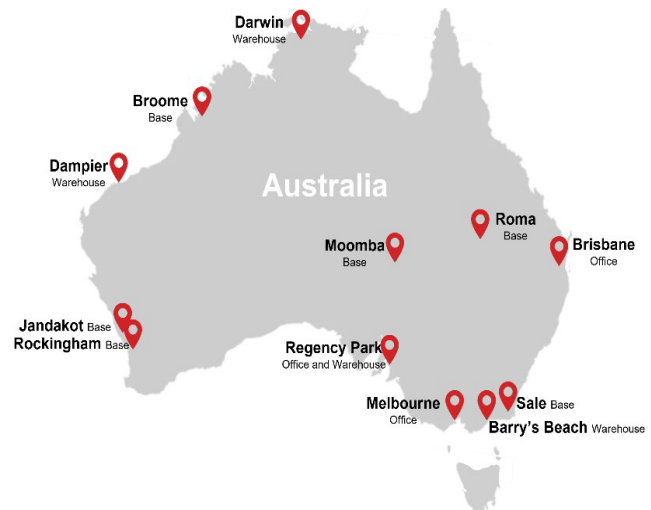 Darwin
Warehouse
Broome
Base
Dampier
Warehouse
Australia
Roma
Base
Moomba
Base
Brisbane
Office
Jandakot Base
Rockingham Base
Regency Park
Office and Warehouse
Melbourne
Office
Sale Base
Barry's Beach Warehouse